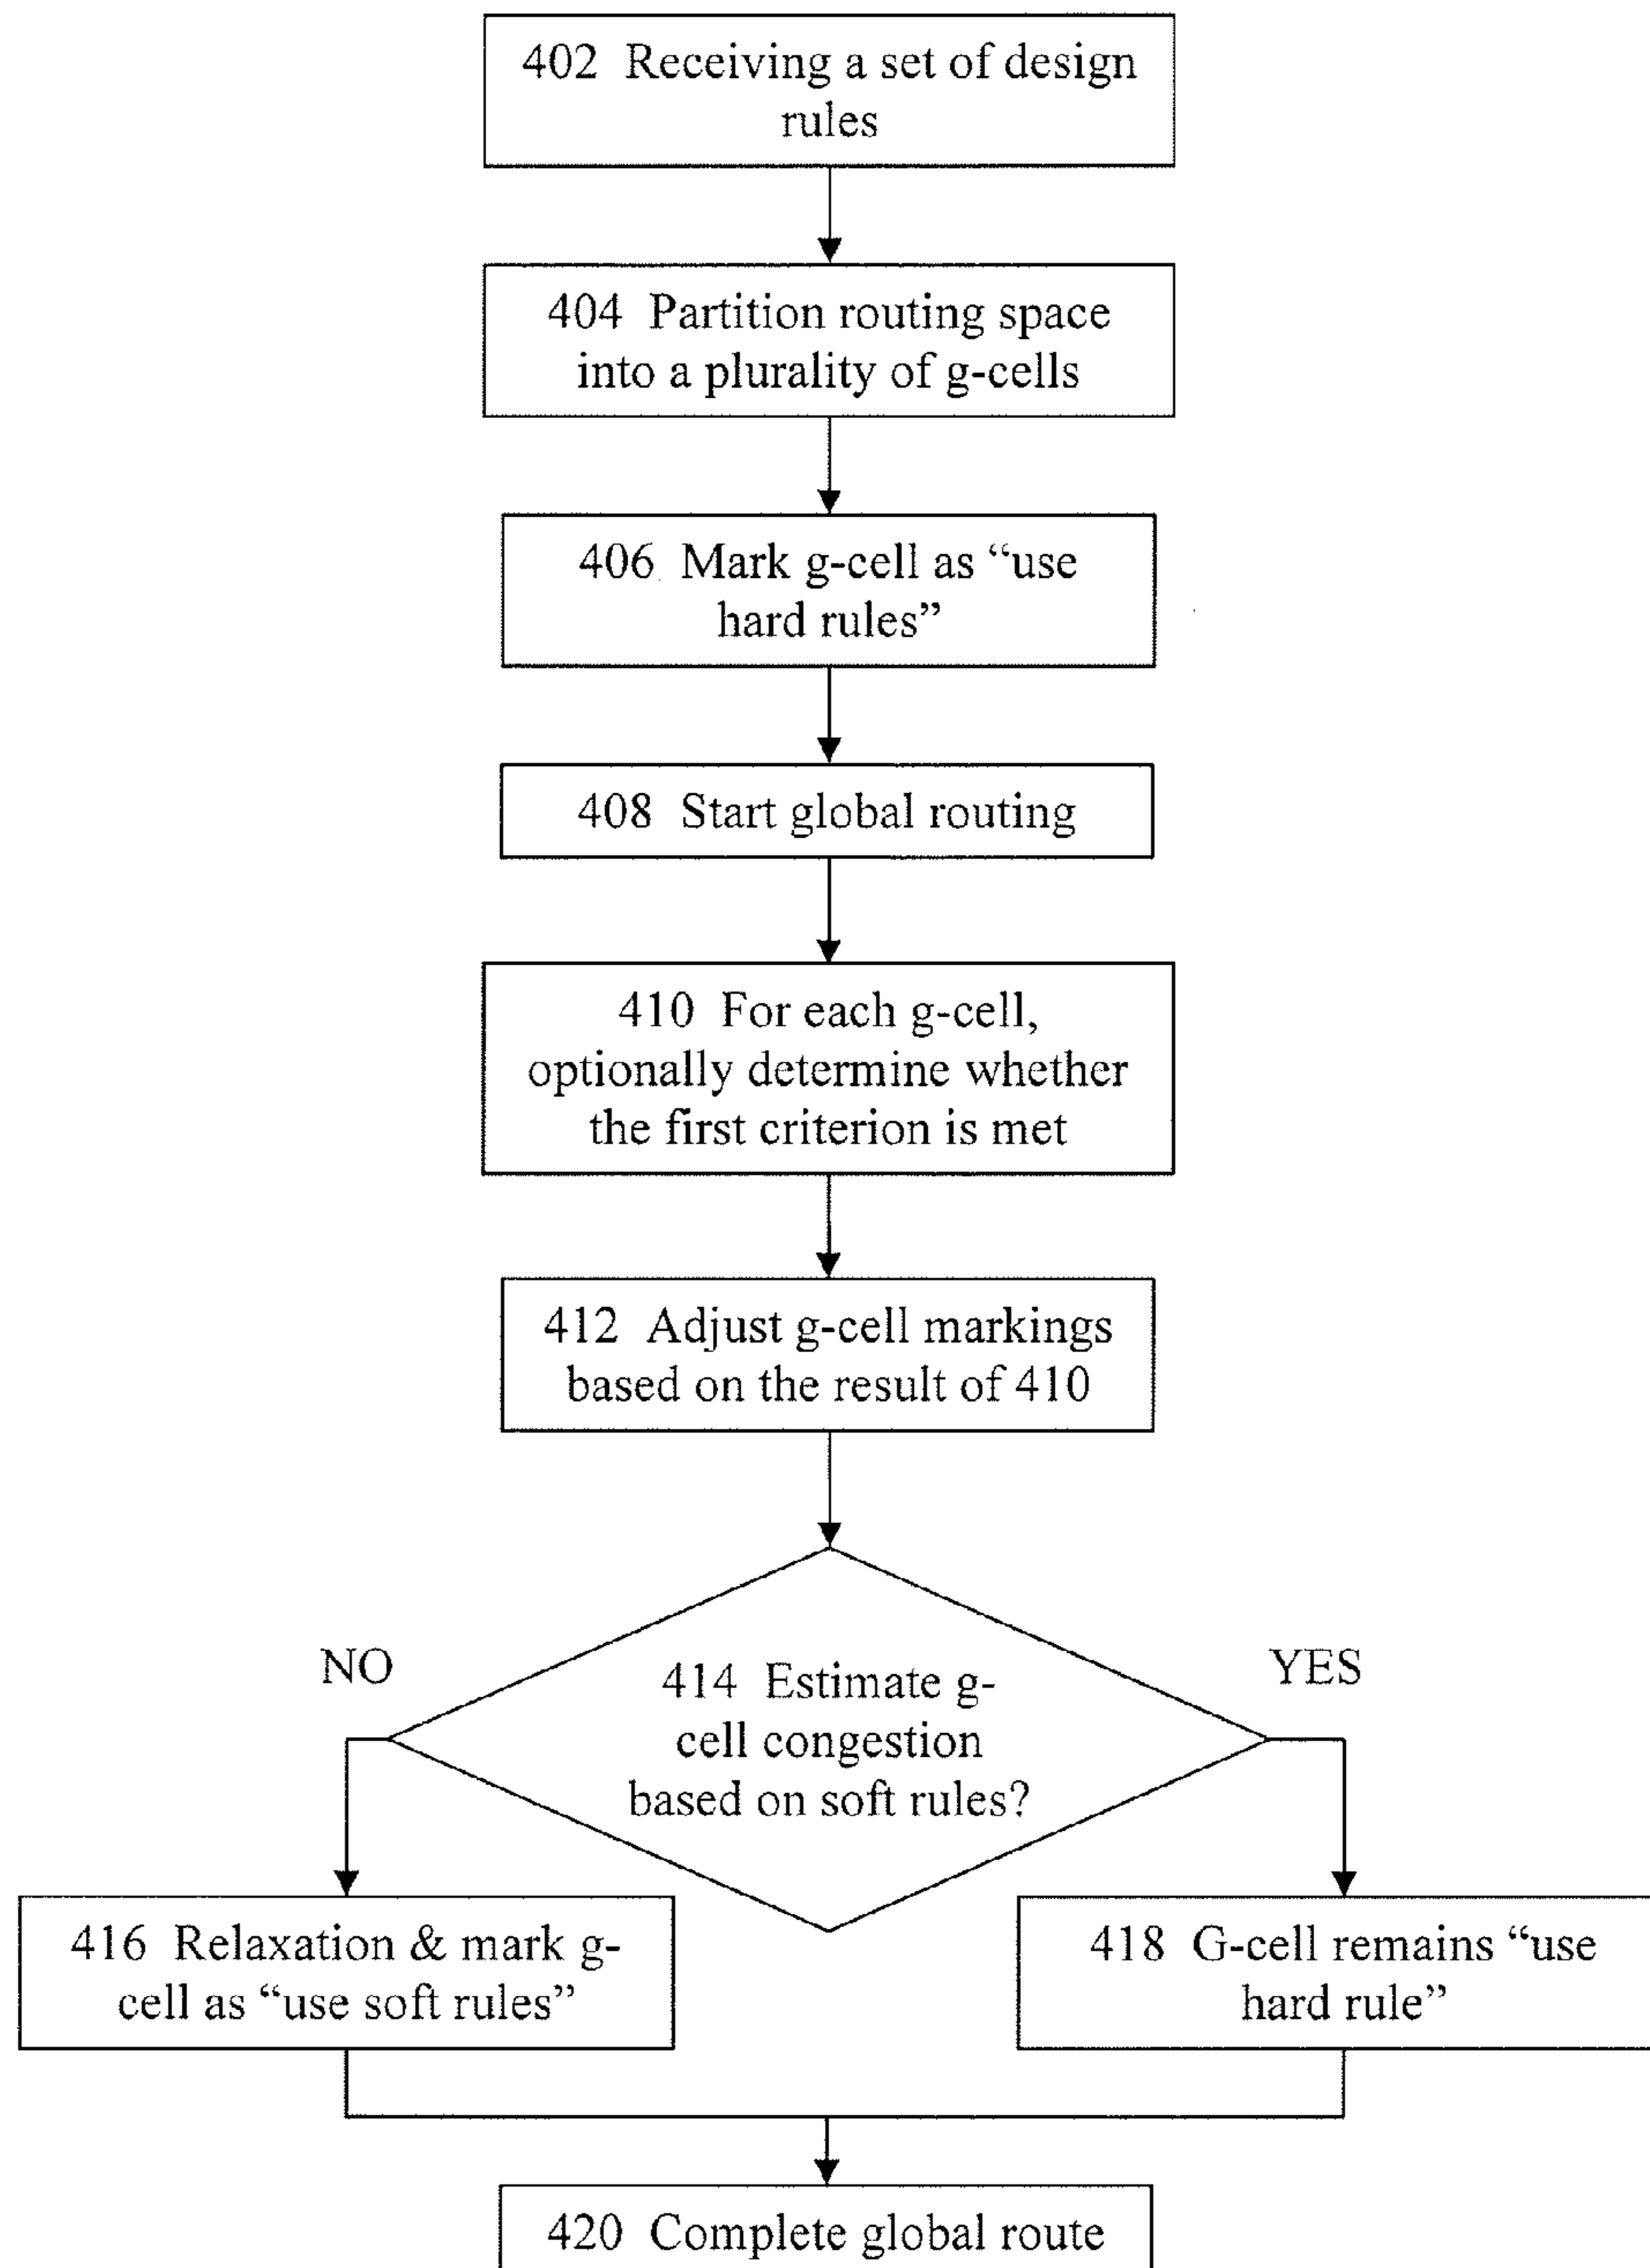 402 Receiving a set of design
rules
404 Partition routing space
into a plurality of g-cells
406 Mark g-cell as “use
hard rules”
408 Start global routing
410 For each g-cell,
optionally determine whether
the first criterion is met
412 Adjust g-cell markings
based on the result of 410
NO
YES
414 Estimate g-
cell congestion
based on soft rules?
416 Relaxation & mark g-
cell as “use soft rules”
418 G-cell remains “use
hard rule”
420 Complete global route